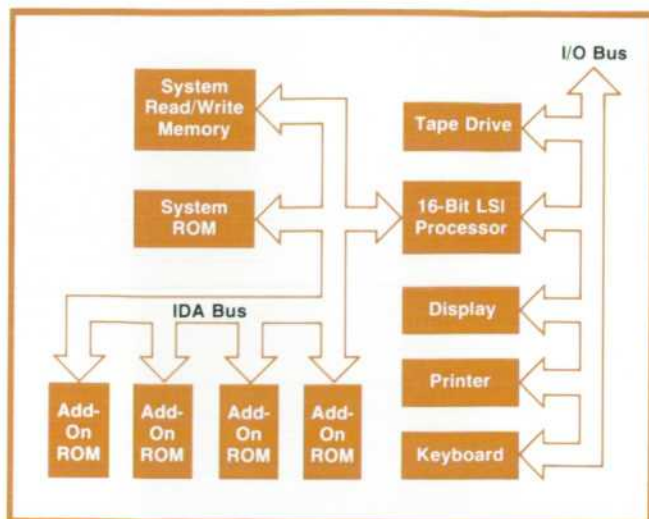 I/O Bus
System
Read/Write
Memory
Tape Drive
System
ROM
16-Bit LSI
Processor
IDA Bus
Display
Printer
Keyboard
Add-
On
ROM
Add-
On
ROM
Add-
On
ROM
Add-
On
ROM